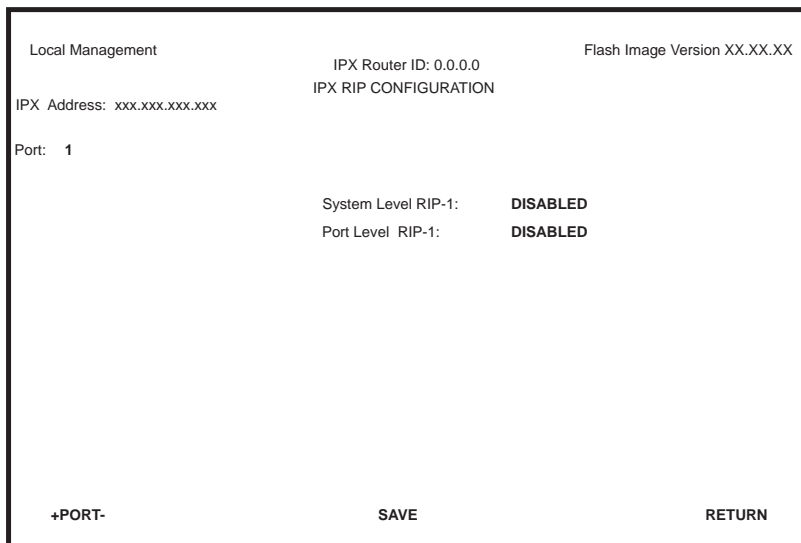 Local Management
Flash Image Version XX.XX.XX
IPX Router ID: 0.0.0.0
IPX RIP CONFIGURATION
IPX Address: xxx.xxx.xxx.xxx
Port: 1
System Level RIP-1: DISABLED
Port Level RIP-1: DISABLED
+PORT- SAVE RETURN